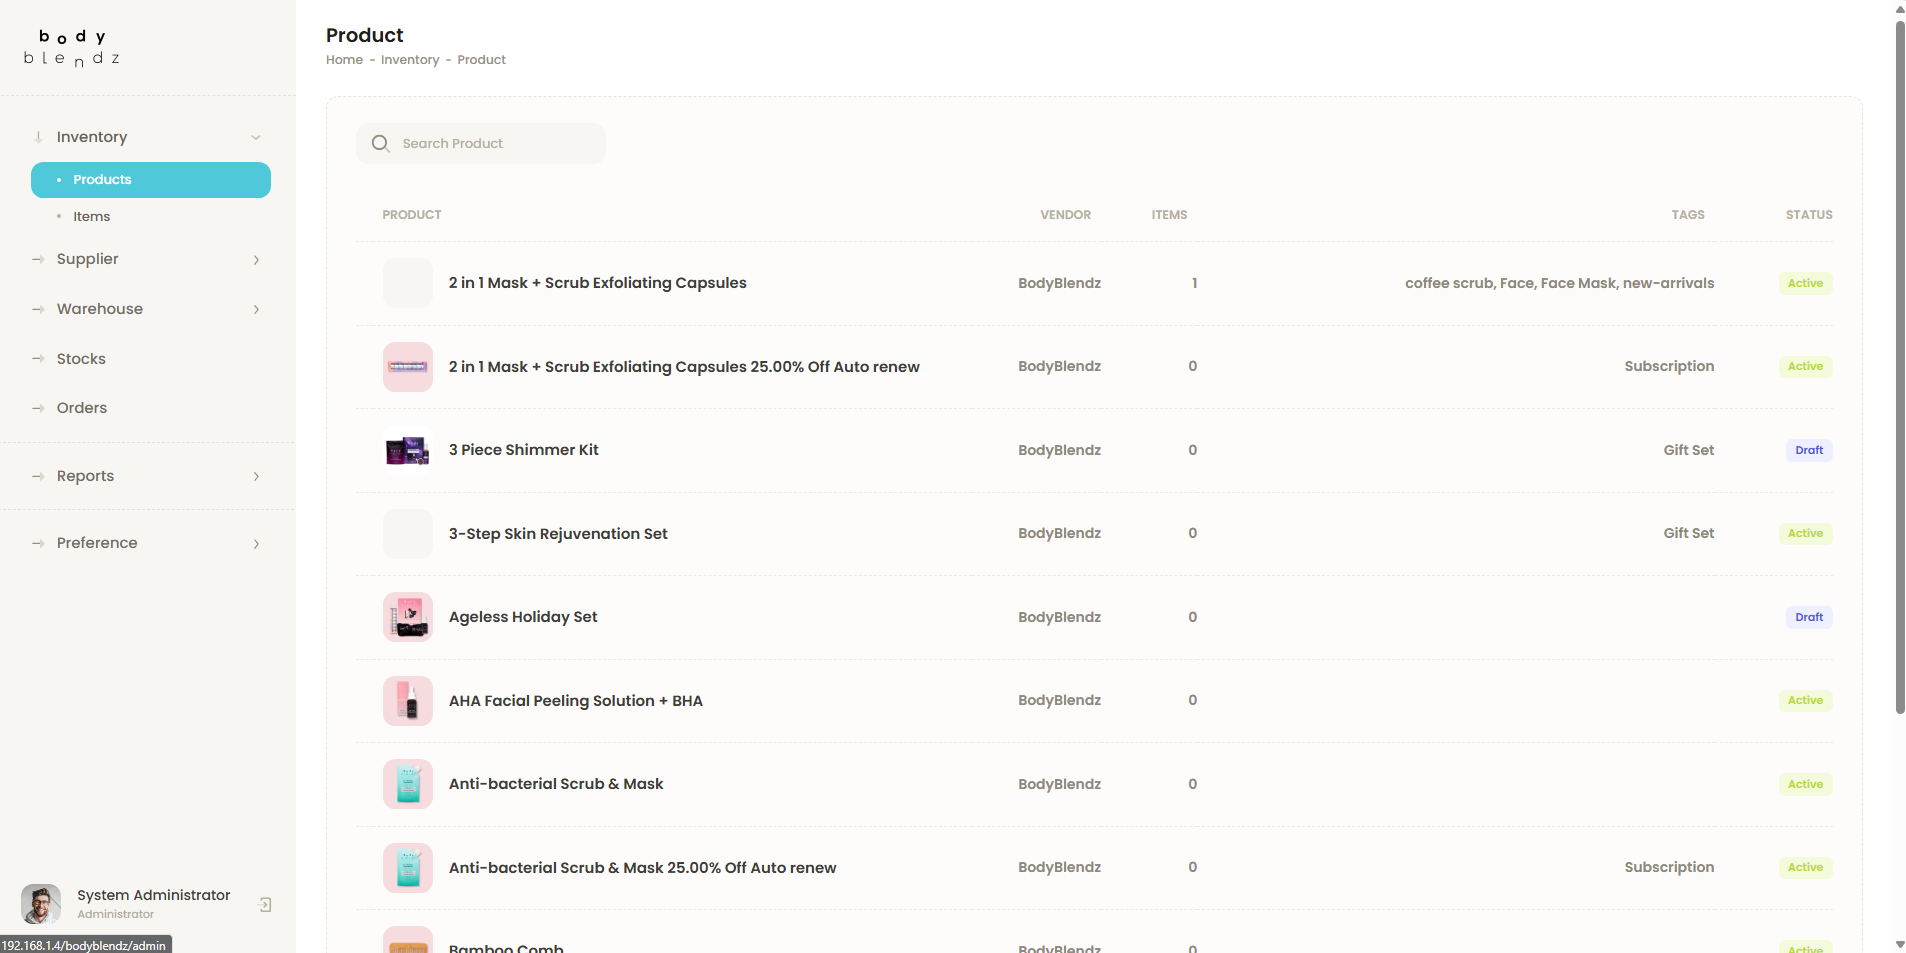 body
blendz
Inventory
Products
Items
Supplier
Warehouse
Stocks
Orders
Reports
Preference
System Administrator
Administrator
192.168.1.4/bodyblendz/admin
Product
Home - Inventory - Product
Search Product
PRODUCT VENDOR ITEMS TAGS STATUS
2 in 1 Mask + Scrub Exfoliating Capsules BodyBlendz 1 coffee scrub, Face, Face Mask, new-arrivals Active
2 in 1 Mask + Scrub Exfoliating Capsules 25.00% Off Auto renew BodyBlendz 0 Subscription Active
3 Piece Shimmer Kit BodyBlendz 0 Gift Set Draft
3-Step Skin Rejuvenation Set BodyBlendz 0 Gift Set Active
Ageless Holiday Set BodyBlendz 0 Draft
AHA Facial Peeling Solution + BHA BodyBlendz 0 Active
Anti-bacterial Scrub & Mask BodyBlendz 0 Active
Anti-bacterial Scrub & Mask 25.00% Off Auto renew BodyBlendz 0 Subscription Active
Bamboo Comb BodyBlendz 0 Active